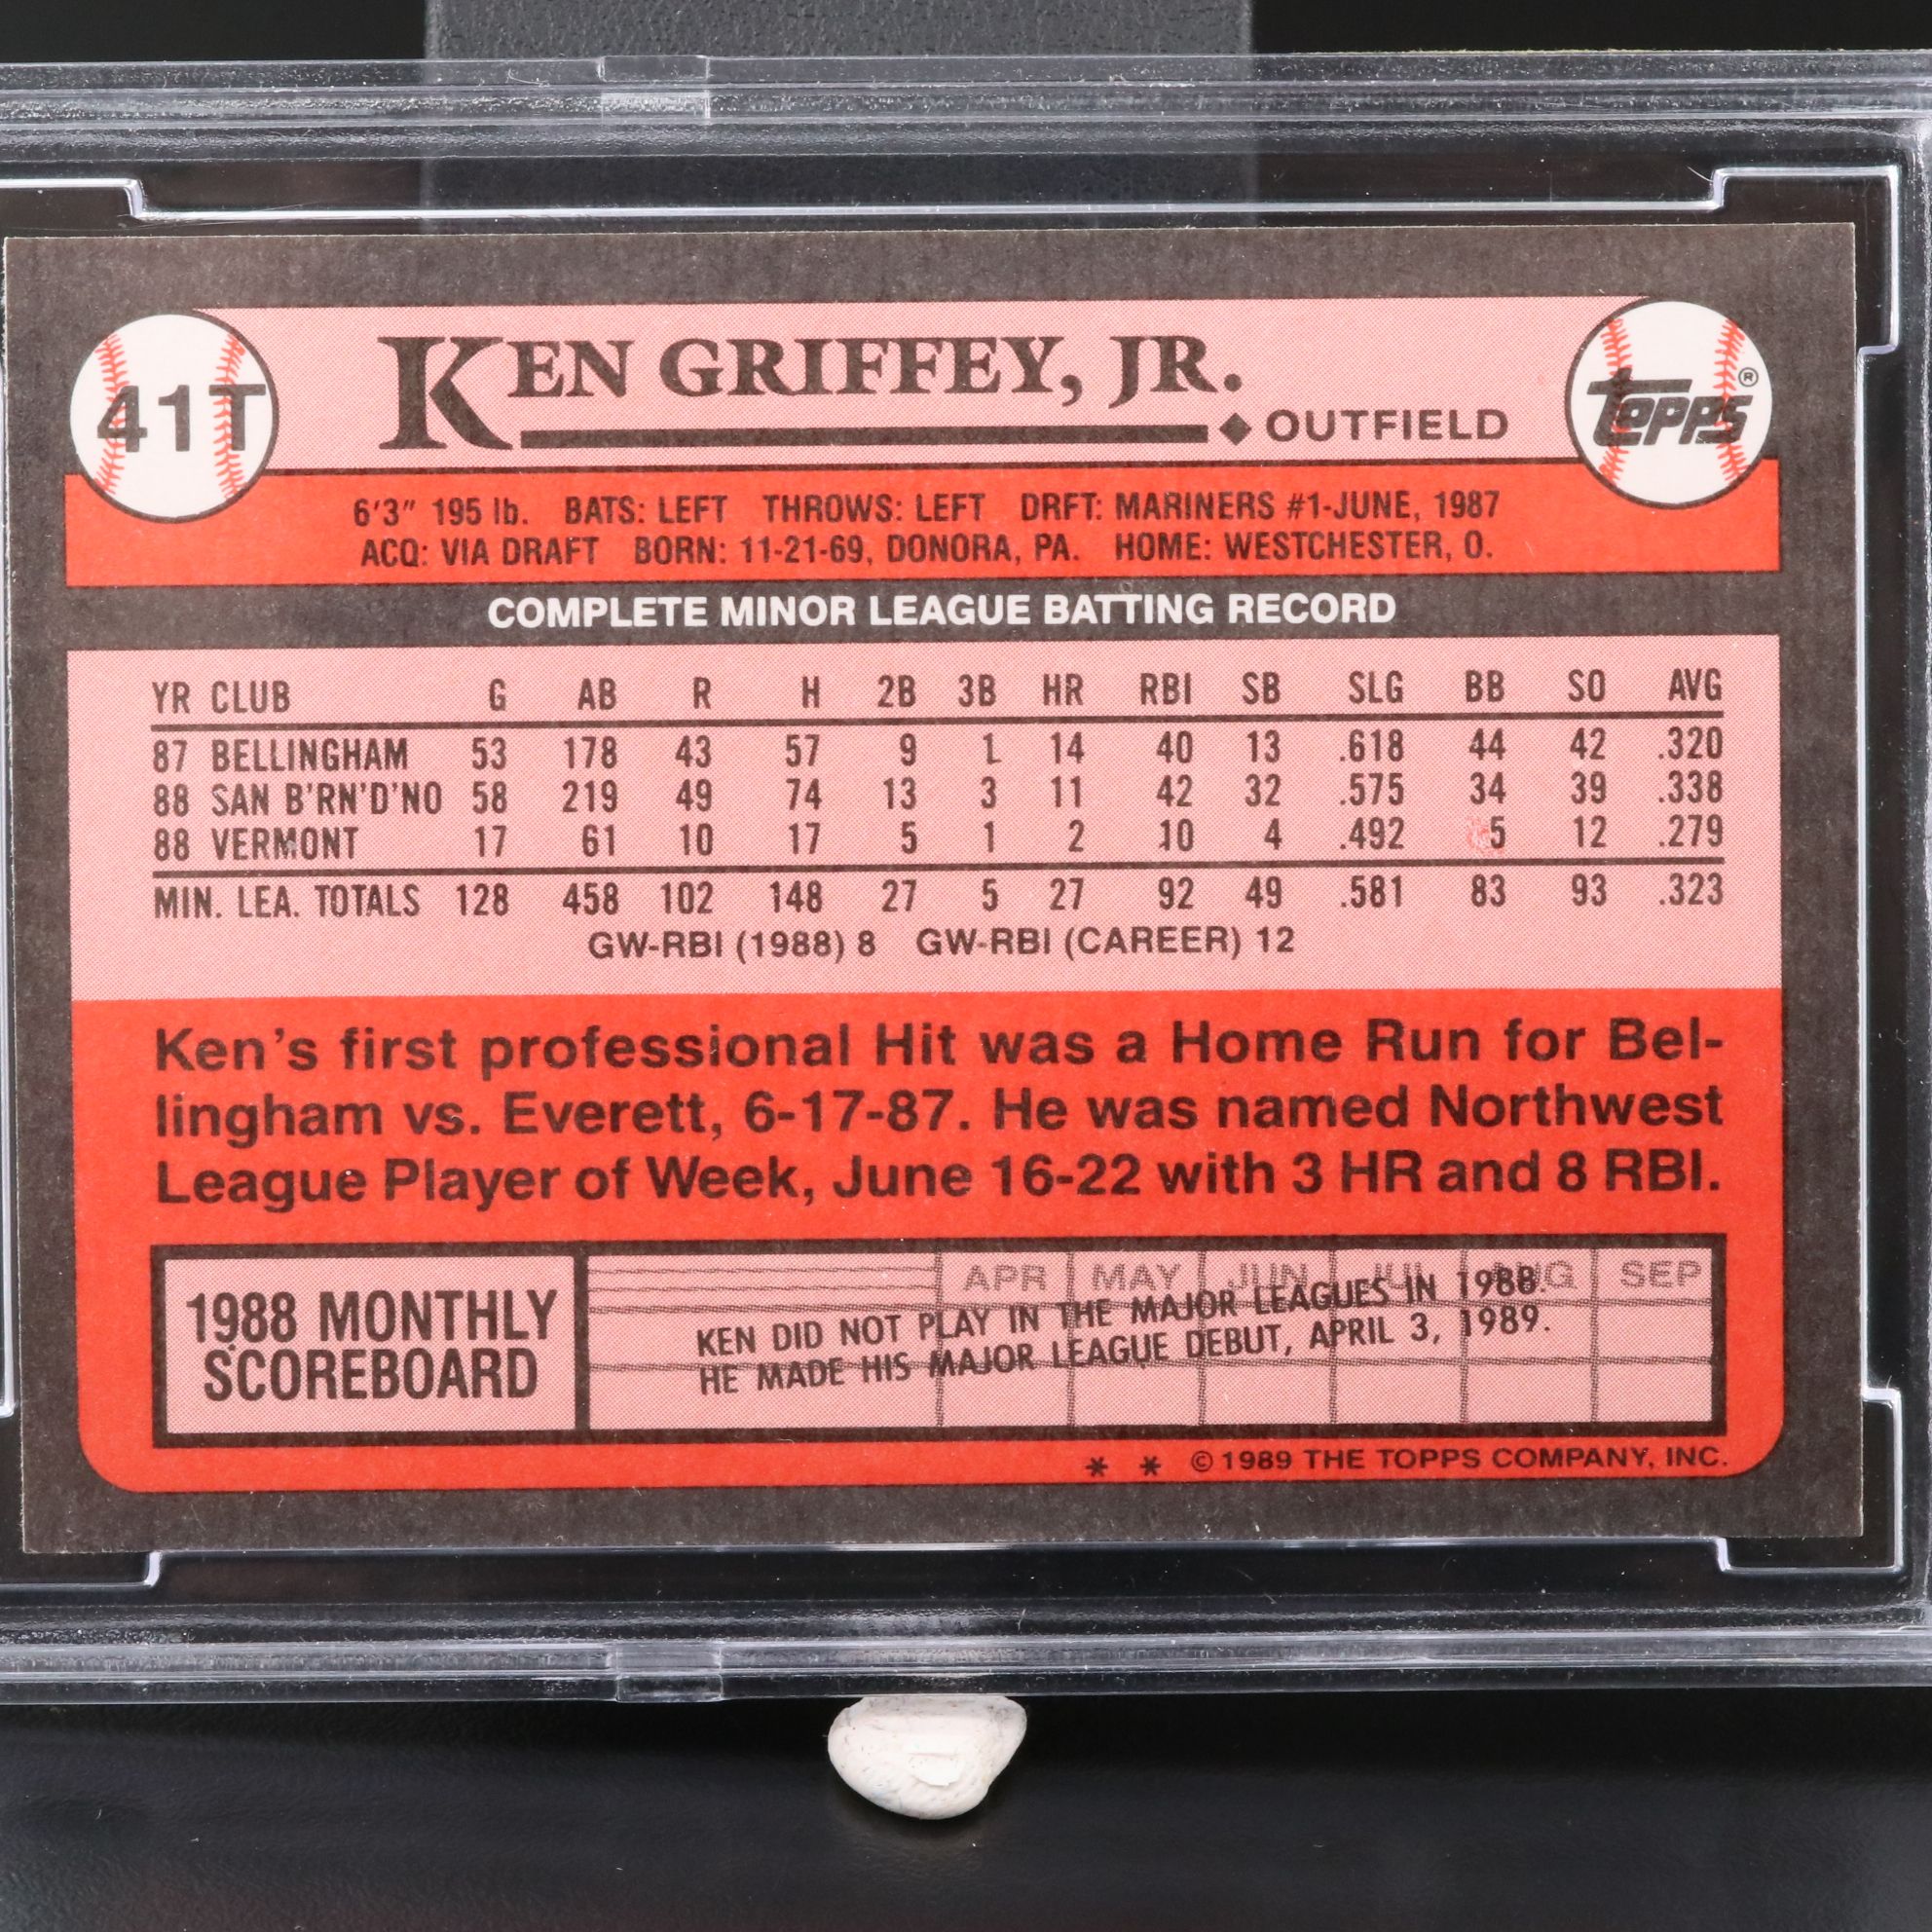 41T
KEN GRIFFEY, JR.
◆ OUTFIELD
TOPPS®
6'3" 195 lb. BATS: LEFT THROWS: LEFT DRFT: MARINERS #1-JUNE, 1987
ACQ: VIA DRAFT BORN: 11-21-69, DONORA, PA. HOME: WESTCHESTER, O.
COMPLETE MINOR LEAGUE BATTING RECORD
YR CLUB G AB R H 2B 3B HR RBI SB SLG BB SO AVG
87 BELLINGHAM 53 178 43 57 9 1 14 40 13 .618 44 42 .320
88 SAN B'RN'D'NO 58 219 49 74 13 3 11 42 32 .575 34 39 .338
88 VERMONT 17 61 10 17 5 1 2 10 4 .492 5 12 .279
MIN. LEA. TOTALS 128 458 102 148 27 5 27 92 49 .581 83 93 .323
GW-RBI (1988) 8 GW-RBI (CAREER) 12
Ken's first professional Hit was a Home Run for Bel-
lingham vs. Everett, 6-17-87. He was named Northwest
League Player of Week, June 16-22 with 3 HR and 8 RBI.
1988 MONTHLY
SCOREBOARD
APR MAY JUN JUL AUG SEP
KEN DID NOT PLAY IN THE MAJOR LEAGUES IN 1988.
HE MADE HIS MAJOR LEAGUE DEBUT, APRIL 3, 1989.
* * © 1989 THE TOPPS COMPANY, INC.